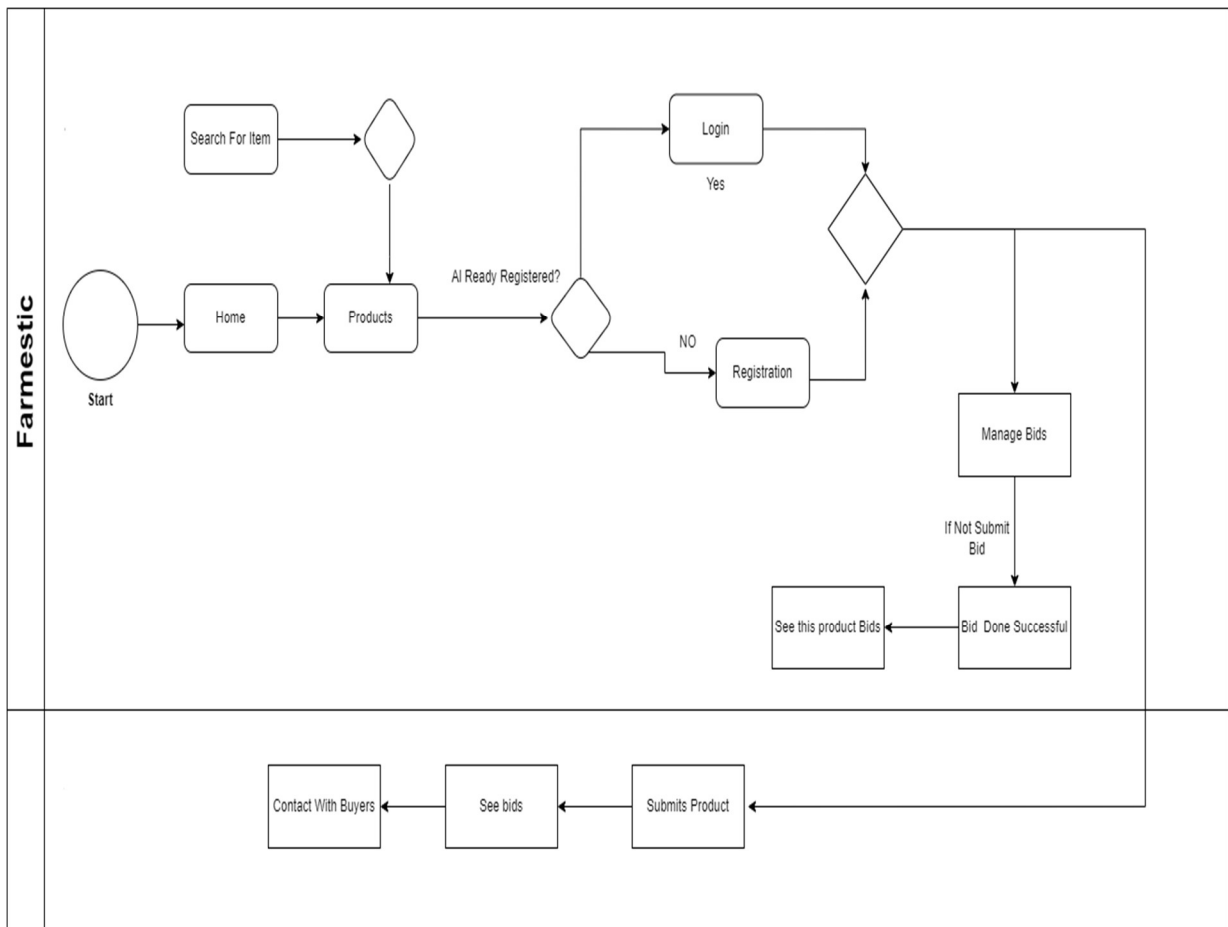 Farmestic
Search For Item
Login
Yes
AI Ready Registered?
Start
Home
Products
NO
Registration
Manage Bids
If Not Submit
Bid
See this product Bids
Bid Done Successful
Contact With Buyers
See bids
Submits Product